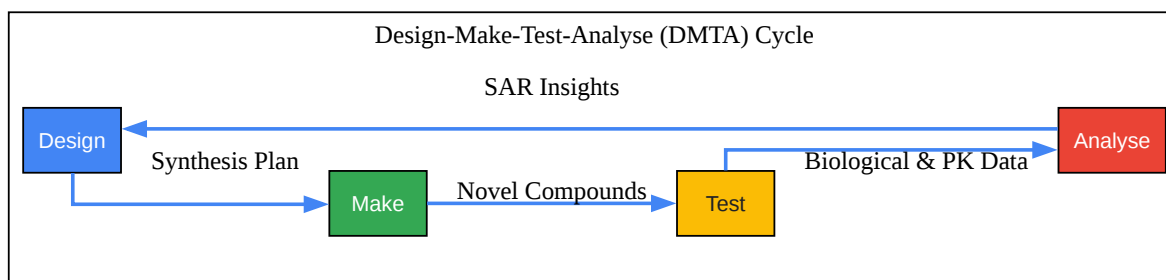 Design-Make-Test-Analyse (DMTA) Cycle
SAR Insights
Design
Analyse
Synthesis Plan
Biological & PK Data
Make
Novel Compounds
Test